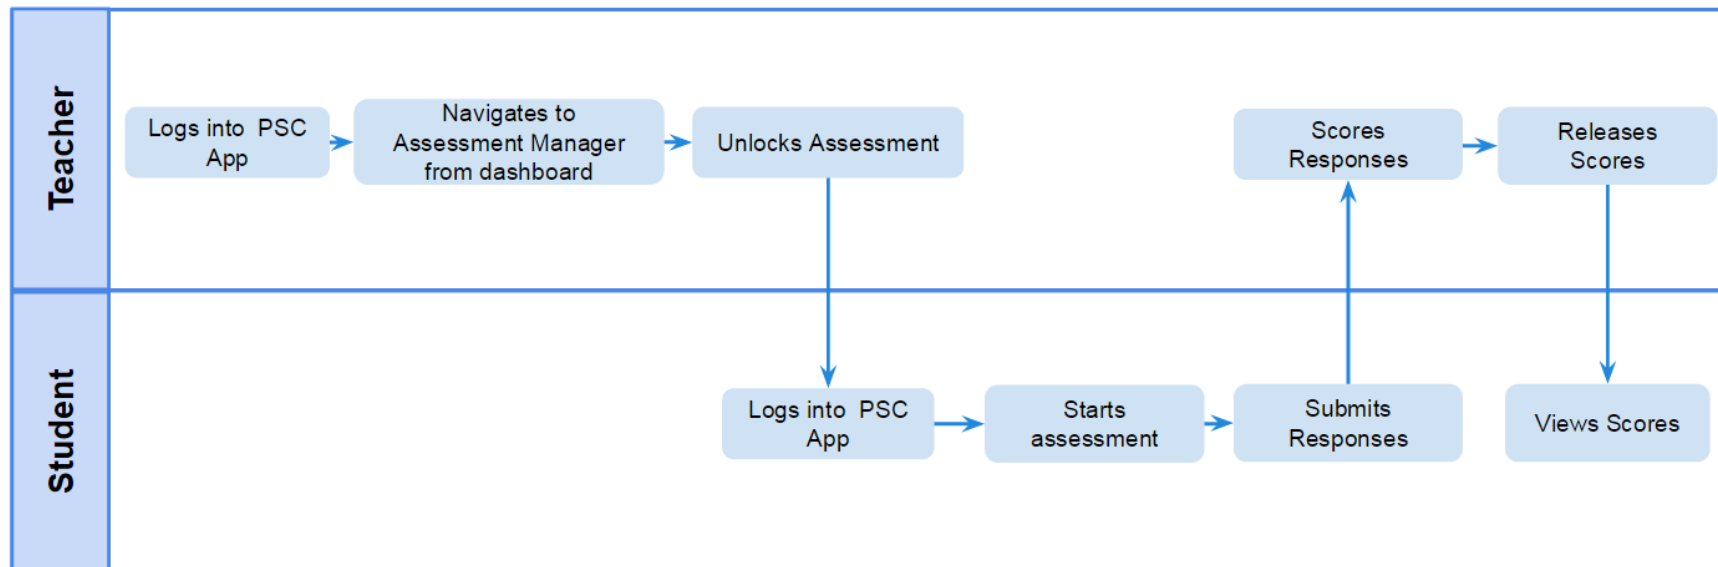 Teacher
Logs into PSC
App
Navigates to
Assessment Manager
from dashboard
Unlocks Assessment
Scores
Responses
Releases
Scores
Student
Logs into PSC
App
Starts
assessment
Submits
Responses
Views Scores